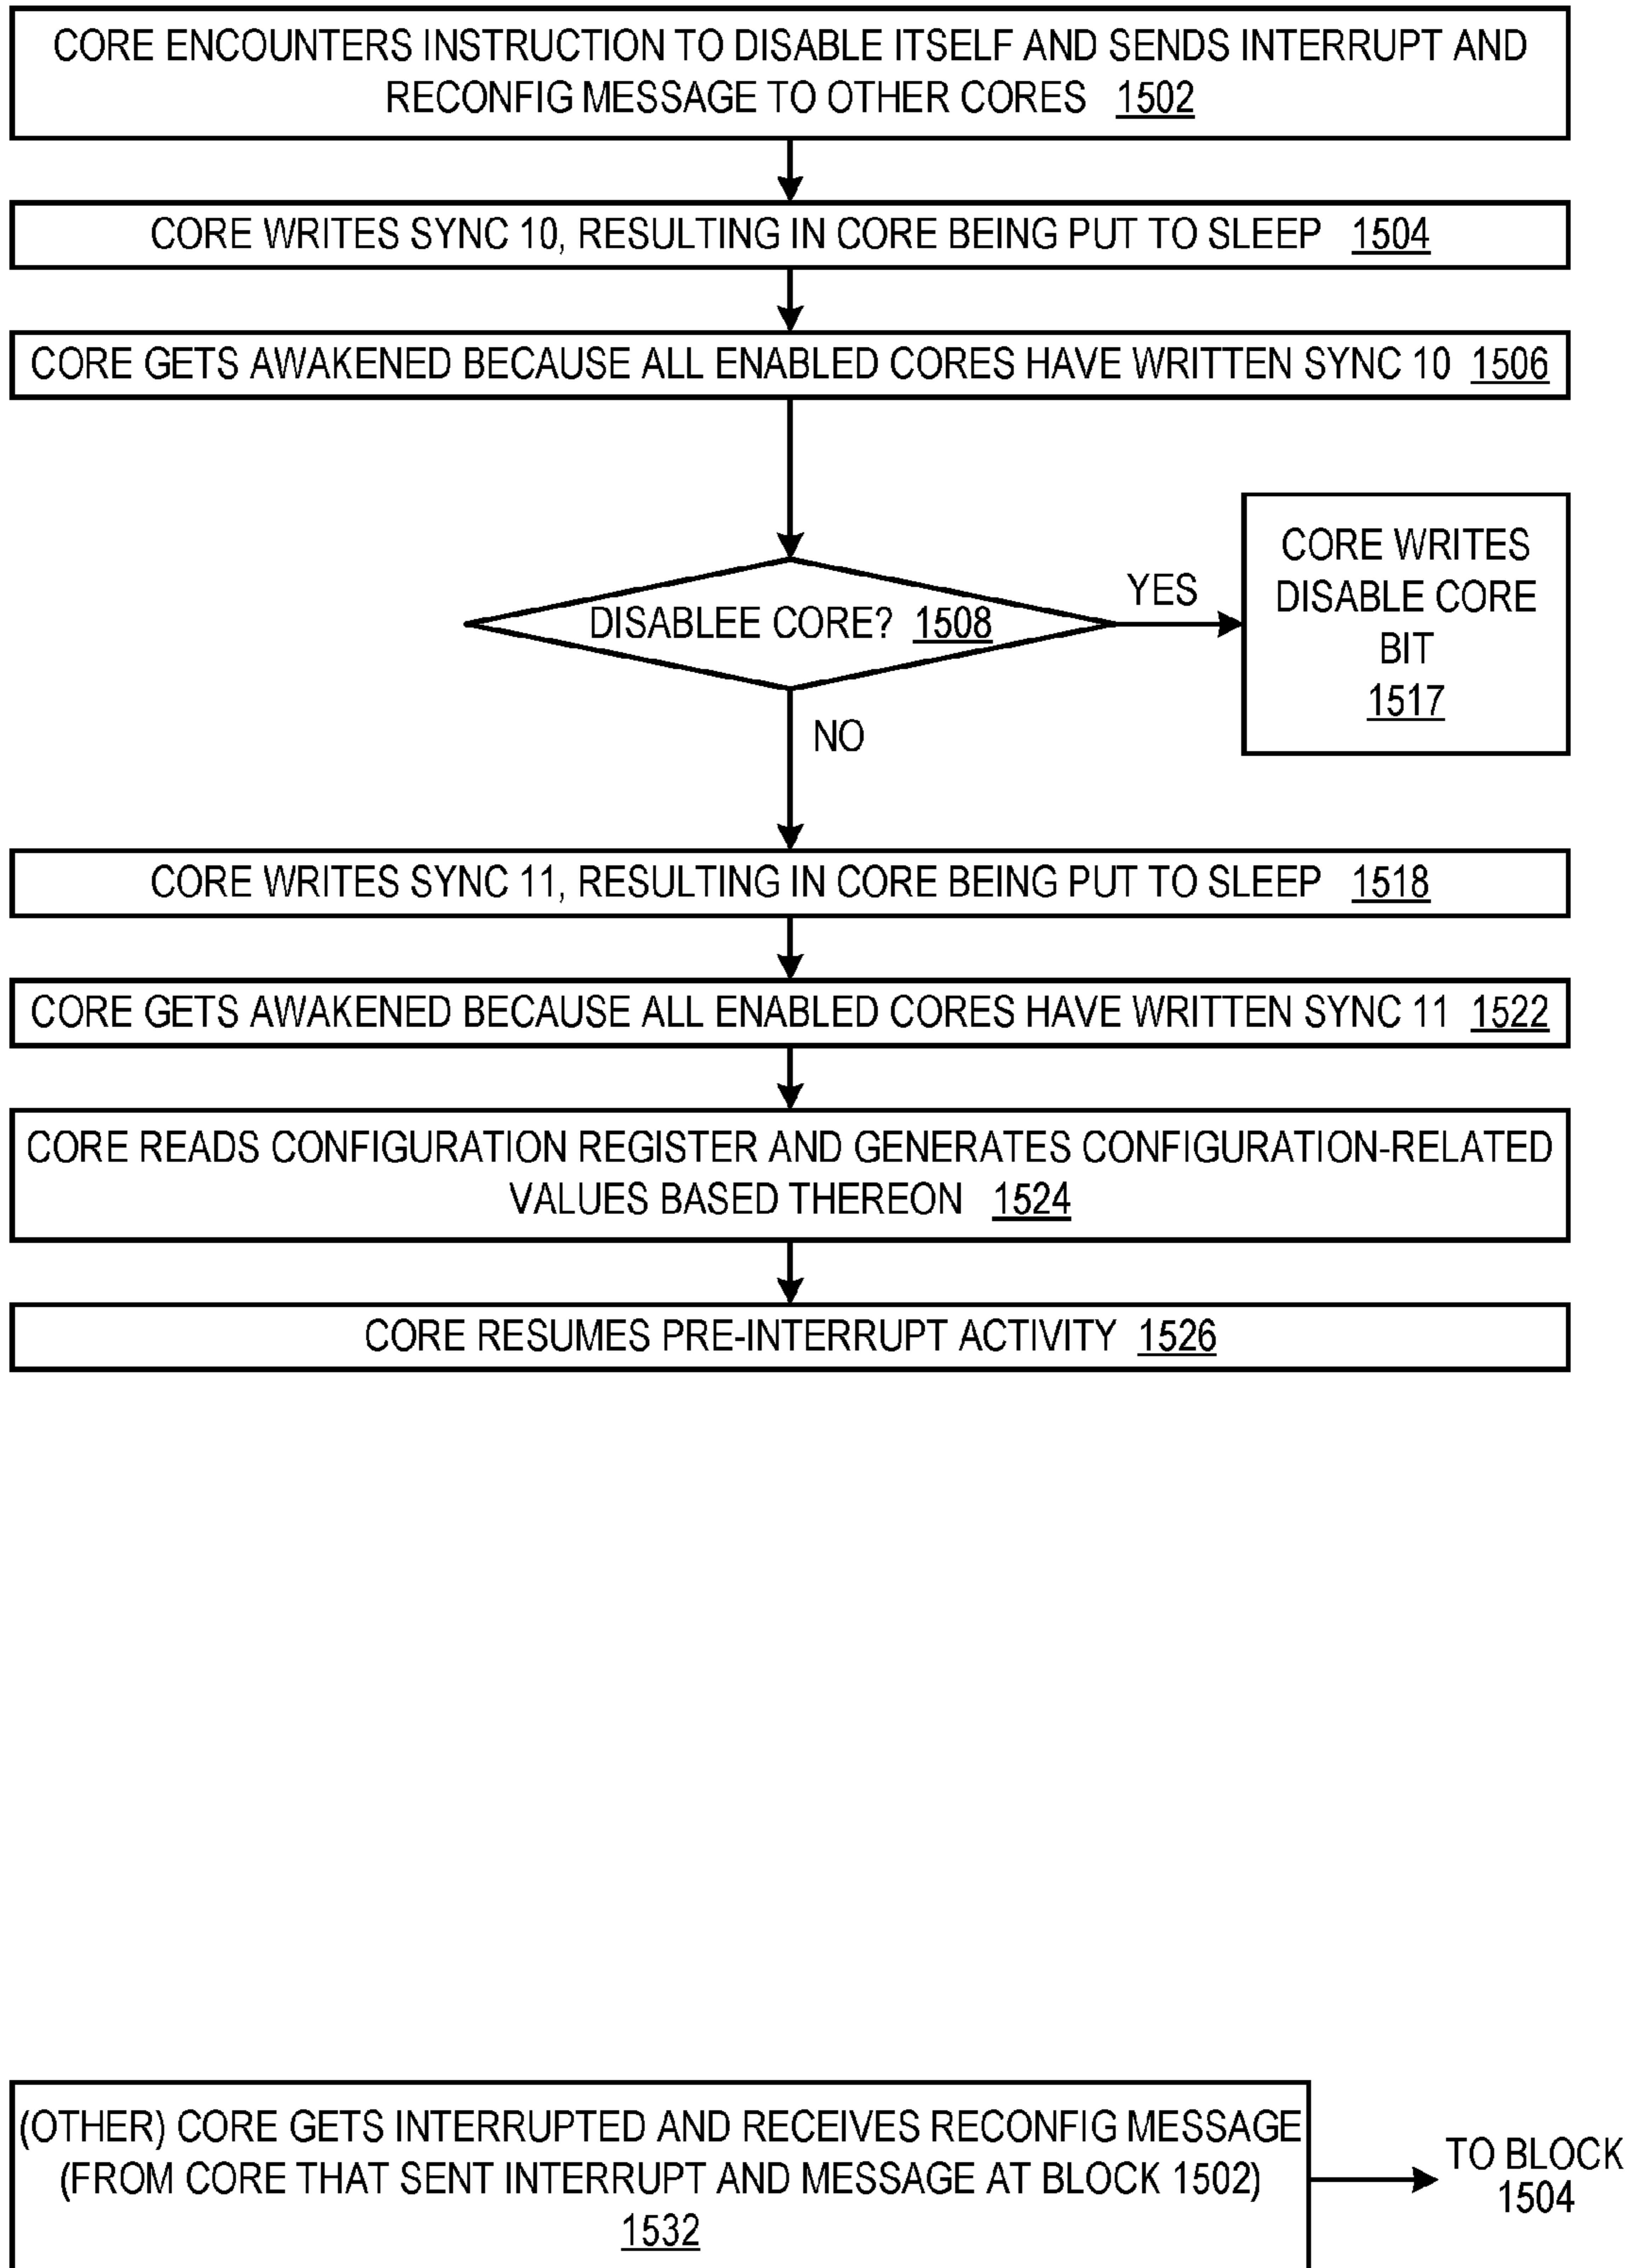 CORE ENCOUNTERS INSTRUCTION TO DISABLE ITSELF AND SENDS INTERRUPT AND
RECONFIG MESSAGE TO OTHER CORES 1502
CORE WRITES SYNC 10, RESULTING IN CORE BEING PUT TO SLEEP 1504
CORE GETS AWAKENED BECAUSE ALL ENABLED CORES HAVE WRITTEN SYNC 10 1506
DISABLEE CORE? 1508
YES
CORE WRITES
DISABLE CORE
BIT
1517
NO
CORE WRITES SYNC 11, RESULTING IN CORE BEING PUT TO SLEEP 1518
CORE GETS AWAKENED BECAUSE ALL ENABLED CORES HAVE WRITTEN SYNC 11 1522
CORE READS CONFIGURATION REGISTER AND GENERATES CONFIGURATION-RELATED
VALUES BASED THEREON 1524
CORE RESUMES PRE-INTERRUPT ACTIVITY 1526
(OTHER) CORE GETS INTERRUPTED AND RECEIVES RECONFIG MESSAGE
(FROM CORE THAT SENT INTERRUPT AND MESSAGE AT BLOCK 1502)
1532
TO BLOCK
1504